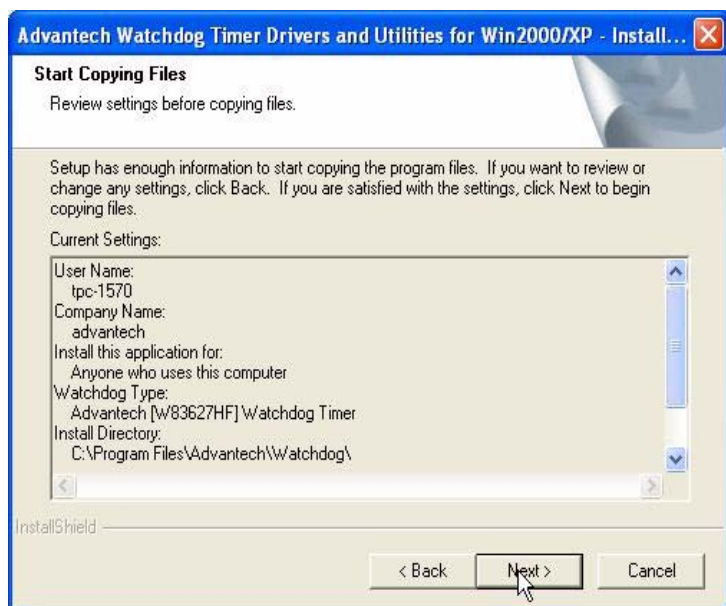 Advantech Watchdog Timer Drivers and Utilities for Win2000/XP - Install...
Start Copying Files
Review settings before copying files.
Setup has enough information to start copying the program files. If you want to review or
change any settings, click Back. If you are satisfied with the settings, click Next to begin
copying files.
Current Settings:
User Name:
tpc-1570
Company Name:
advantech
Install this application for:
Anyone who uses this computer
Watchdog Type:
Advantech [W83627HF] Watchdog Timer
Install Directory:
C:\Program Files\Advantech\Watchdog\
InstallShield
< Back
Next >
Cancel